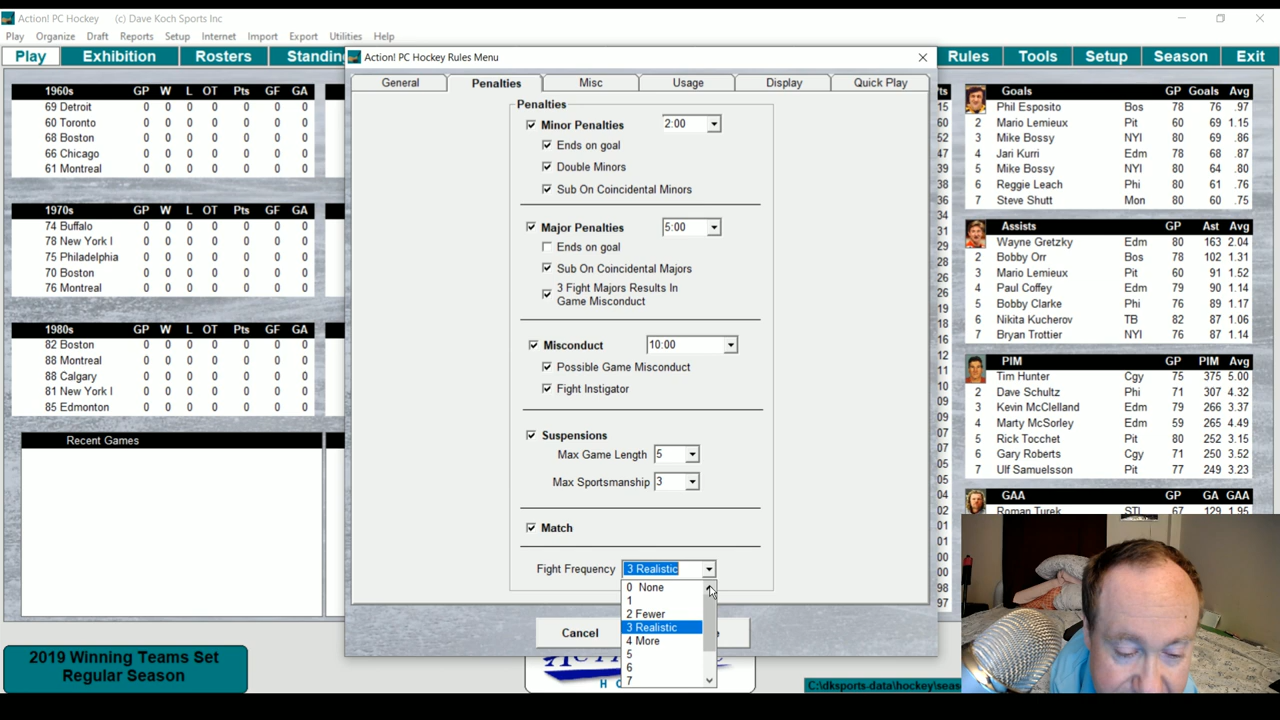 Action! PC Hockey (c) Dave Koch Sports Inc
Play Organize Draft Reports Setup Internet Import Export Utilities Help
Play Exhibition Rosters Standin Rules Tools Setup Season Exit
Action! PC Hockey Rules Menu
General Penalties Misc Usage Display Quick Play
1960s GP W L OT Pts GF GA
69 Detroit 0 0 0 0 0 0 0
60 Toronto 0 0 0 0 0 0 0
68 Boston 0 0 0 0 0 0 0
66 Chicago 0 0 0 0 0 0 0
61 Montreal 0 0 0 0 0 0 0
1970s GP W L OT Pts GF GA
74 Buffalo 0 0 0 0 0 0 0
78 New York I 0 0 0 0 0 0 0
75 Philadelphia 0 0 0 0 0 0 0
70 Boston 0 0 0 0 0 0 0
76 Montreal 0 0 0 0 0 0 0
1980s GP W L OT Pts GF GA
82 Boston 0 0 0 0 0 0 0
88 Montreal 0 0 0 0 0 0 0
88 Calgary 0 0 0 0 0 0 0
81 New York I 0 0 0 0 0 0 0
85 Edmonton 0 0 0 0 0 0 0
Recent Games
2019 Winning Teams Set
Regular Season
Penalties
Minor Penalties 2:00
Ends on goal
Double Minors
Sub On Coincidental Minors
Major Penalties 5:00
Ends on goal
Sub On Coincidental Majors
3 Fight Majors Results In
Game Misconduct
Misconduct 10:00
Possible Game Misconduct
Fight Instigator
Suspensions
Max Game Length 5
Max Sportsmanship 3
Match
Fight Frequency 3 Realistic
0 None
1
2 Fewer
3 Realistic
4 More
5
6
7
Cancel
Goals GP Goals Avg
Phil Esposito Bos 78 76 .97
2 Mario Lemieux Pit 60 69 1.15
3 Mike Bossy NYI 80 69 .86
4 Jari Kurri Edm 78 68 .87
5 Mike Bossy NYI 80 64 .80
6 Reggie Leach Phi 80 61 .76
7 Steve Shutt Mon 80 60 .75
Assists GP Ast Avg
Wayne Gretzky Edm 80 163 2.04
2 Bobby Orr Bos 78 102 1.31
3 Mario Lemieux Pit 60 91 1.52
4 Paul Coffey Edm 79 90 1.14
5 Bobby Clarke Phi 76 89 1.17
6 Nikita Kucherov TB 82 87 1.06
7 Bryan Trottier NYI 76 87 1.14
PIM GP PIM Avg
Tim Hunter Cgy 75 375 5.00
2 Dave Schultz Phi 71 307 4.32
3 Kevin McClelland Edm 79 266 3.37
4 Marty McSorley Edm 59 265 4.49
5 Rick Tocchet Pit 80 252 3.15
6 Gary Roberts Cgy 71 250 3.52
7 Ulf Samuelsson Pit 77 249 3.23
GAA GP GA GAA
Roman Turek STL 67 129 1.95
C:\dksports-data\hockey\seas